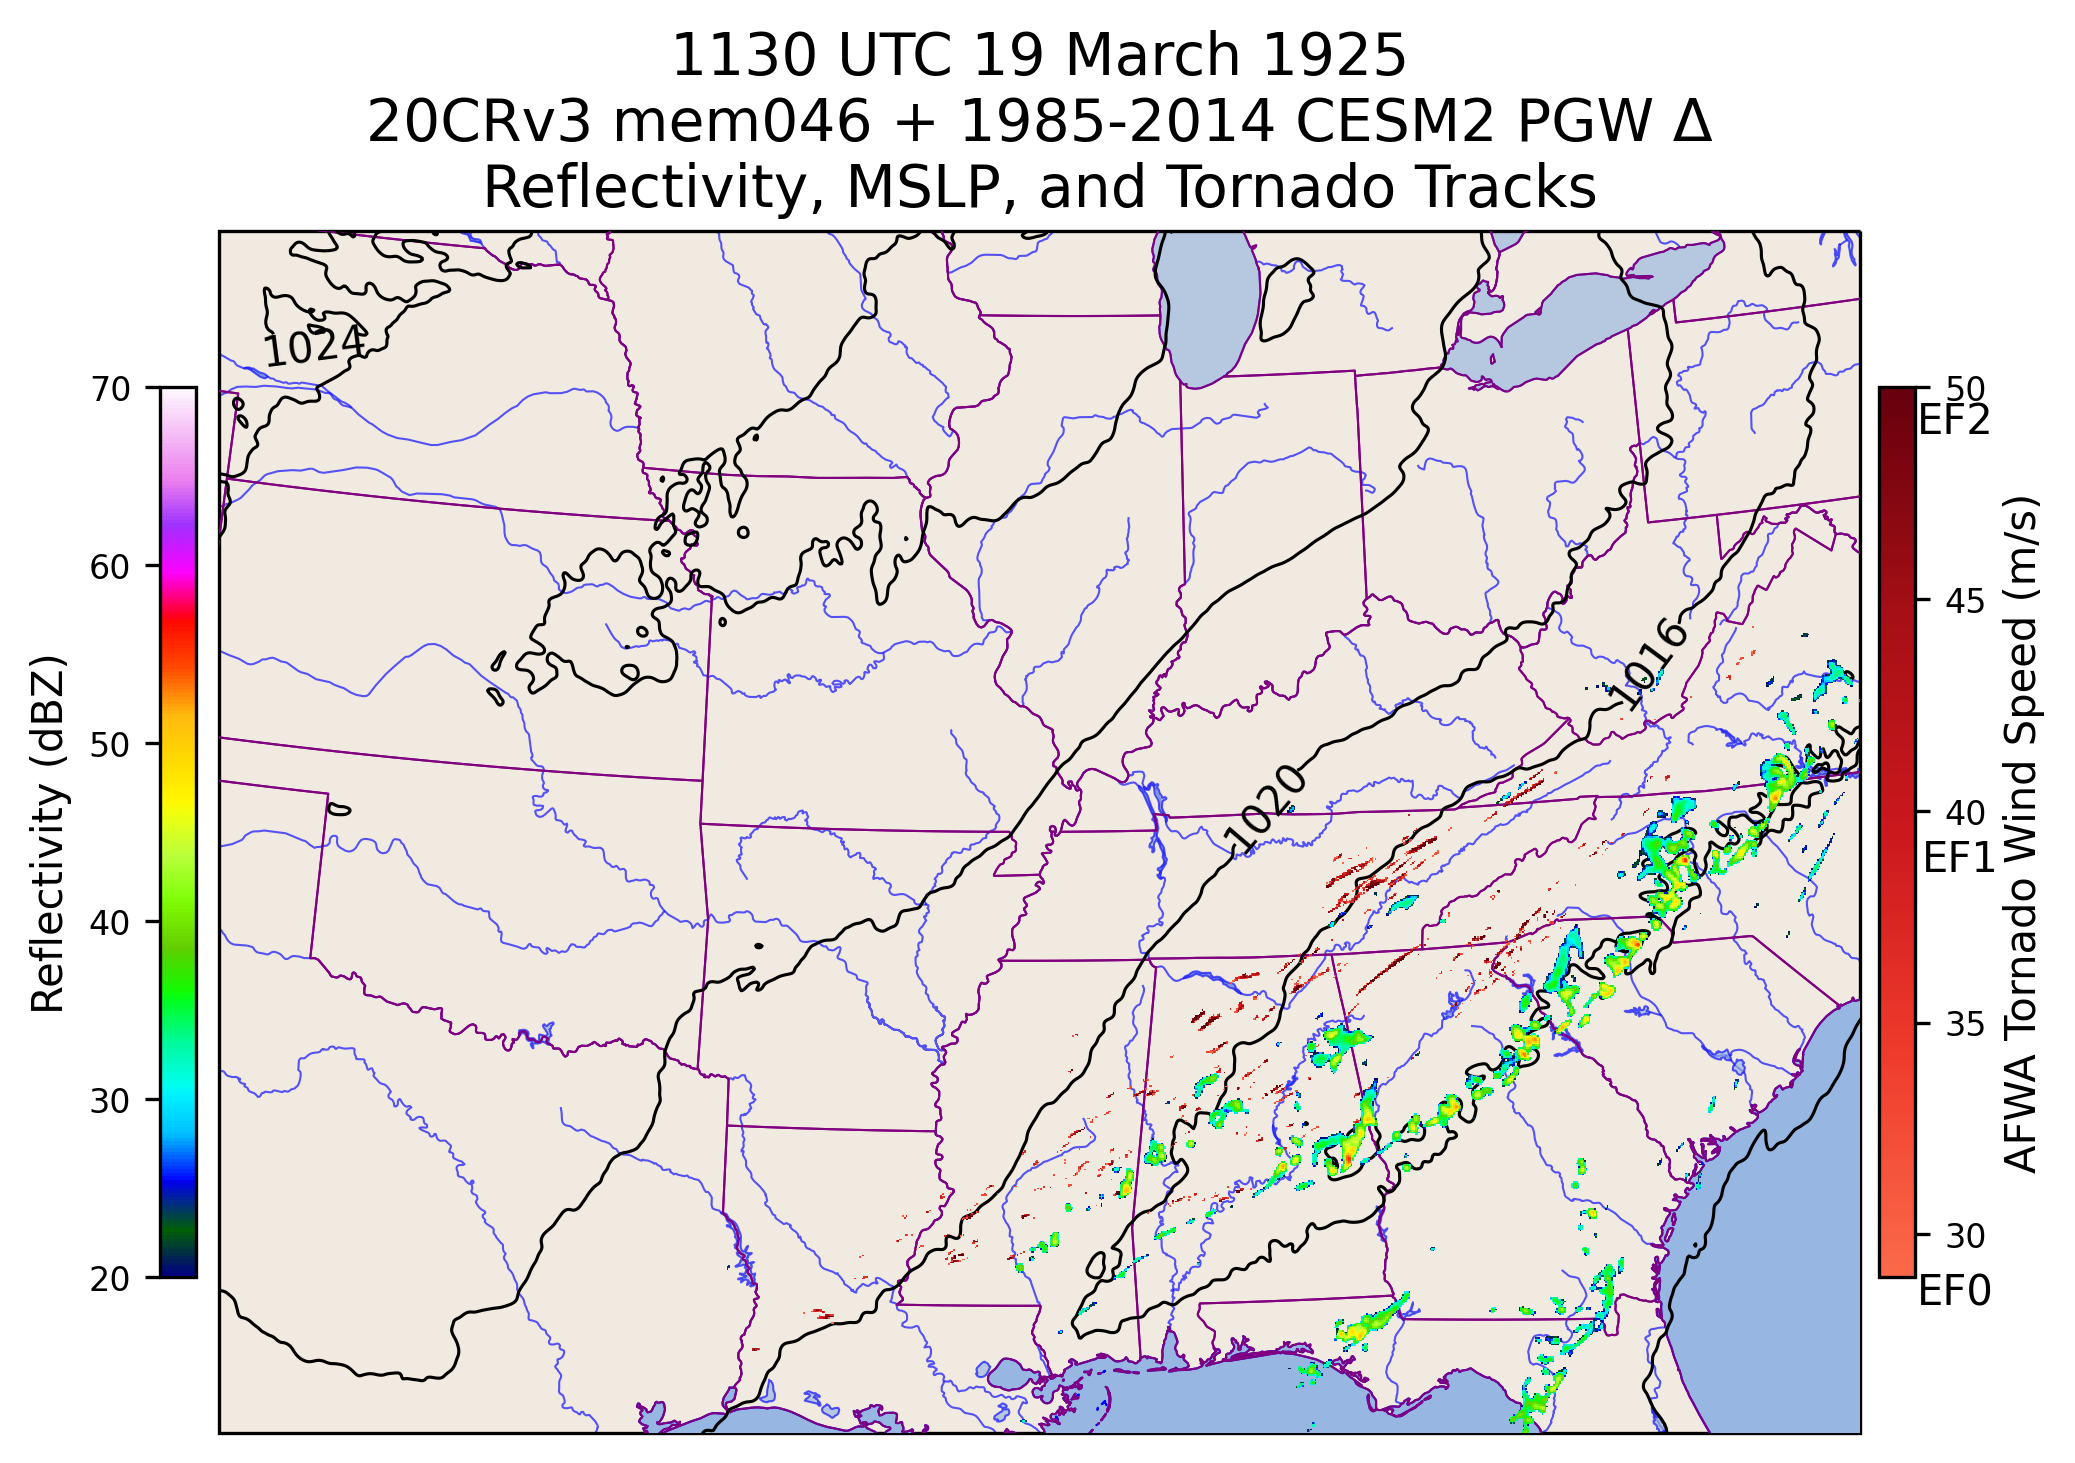 1130 UTC 19 March 1925
20CRv3 mem046 + 1985-2014 CESM2 PGW Δ
Reflectivity, MSLP, and Tornado Tracks
1024
1016
1020
Reflectivity (dBZ)
70
60
50
40
30
20
50
EF2
45
40
EF1
35
30
EF0
AFWA Tornado Wind Speed (m/s)